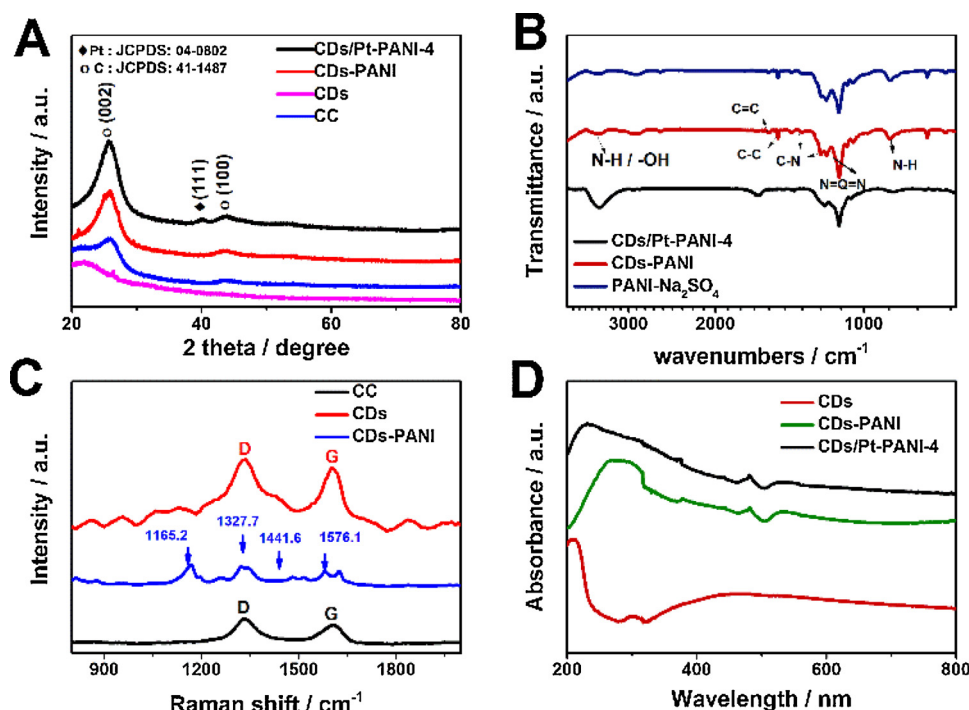 A
♦ Pt : JCPDS: 04-0802
○ C : JCPDS: 41-1487
CDs/Pt-PANI-4
CDs-PANI
CDs
CC
○ (002)
♦ (111)
○ (100)
Intensity / a.u.
20 40 60 80
2 theta / degree
B
C=C
N-H / -OH
C-C
C-N
N=Q=N
N-H
CDs/Pt-PANI-4
CDs-PANI
PANI-Na₂SO₄
Transmittance / a.u.
3000 2000 1000
wavenumbers / cm⁻¹
C
CC
CDs
CDs-PANI
D
G
1165.2
1327.7
1441.6
1576.1
D
G
Intensity / a.u.
900 1200 1500 1800
Raman shift / cm⁻¹
D
CDs
CDs-PANI
CDs/Pt-PANI-4
Absorbance / a.u.
200 400 600 800
Wavelength / nm